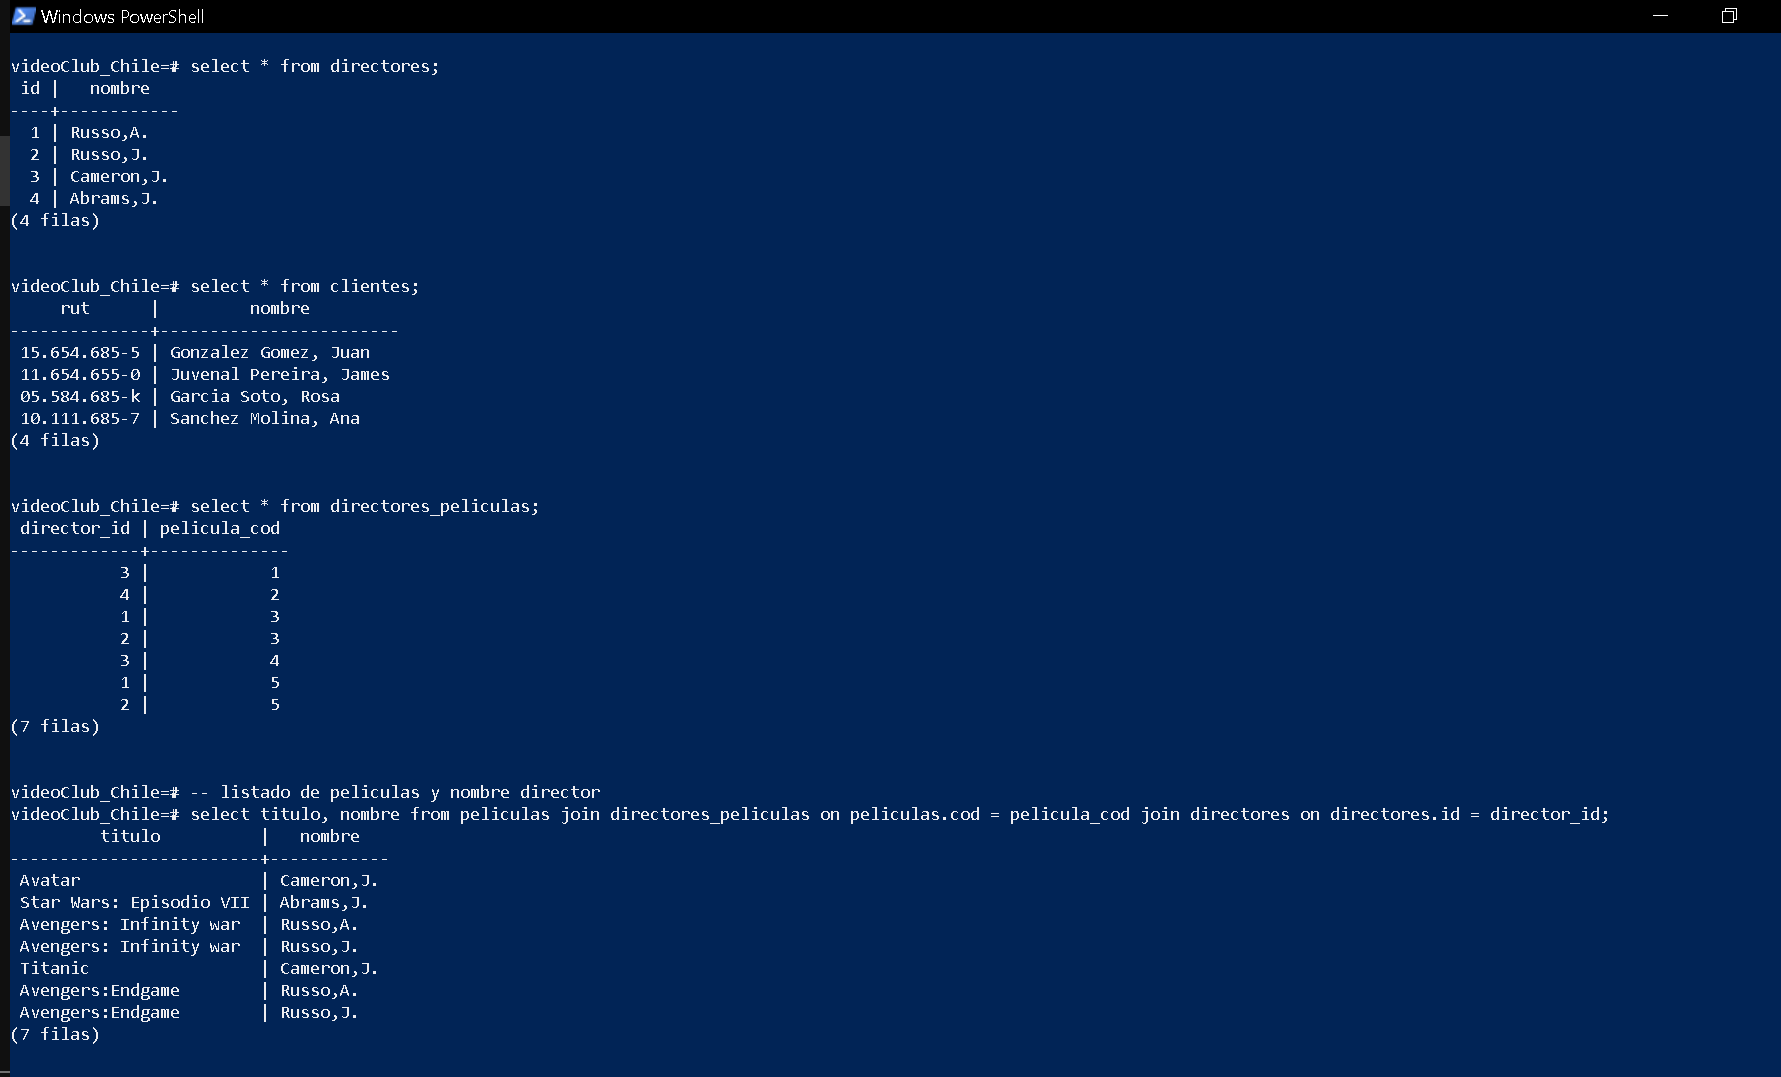 Windows PowerShell
videoClub_Chile=# select * from directores;
 id |   nombre
----+------------
  1 | Russo,A.
  2 | Russo,J.
  3 | Cameron,J.
  4 | Abrams,J.
(4 filas)
videoClub_Chile=# select * from clientes;
     rut      |         nombre
--------------+------------------------
 15.654.685-5 | Gonzalez Gomez, Juan
 11.654.655-0 | Juvenal Pereira, James
 05.584.685-k | Garcia Soto, Rosa
 10.111.685-7 | Sanchez Molina, Ana
(4 filas)
videoClub_Chile=# select * from directores_peliculas;
 director_id | pelicula_cod
-------------+--------------
           3 |            1
           4 |            2
           1 |            3
           2 |            3
           3 |            4
           1 |            5
           2 |            5
(7 filas)
videoClub_Chile=# -- listado de peliculas y nombre director
videoClub_Chile=# select titulo, nombre from peliculas join directores_peliculas on peliculas.cod = pelicula_cod join directores on directores.id = director_id;
         titulo          |   nombre
-------------------------+------------
 Avatar                  | Cameron,J.
 Star Wars: Episodio VII | Abrams,J.
 Avengers: Infinity war  | Russo,A.
 Avengers: Infinity war  | Russo,J.
 Titanic                 | Cameron,J.
 Avengers:Endgame        | Russo,A.
 Avengers:Endgame        | Russo,J.
(7 filas)